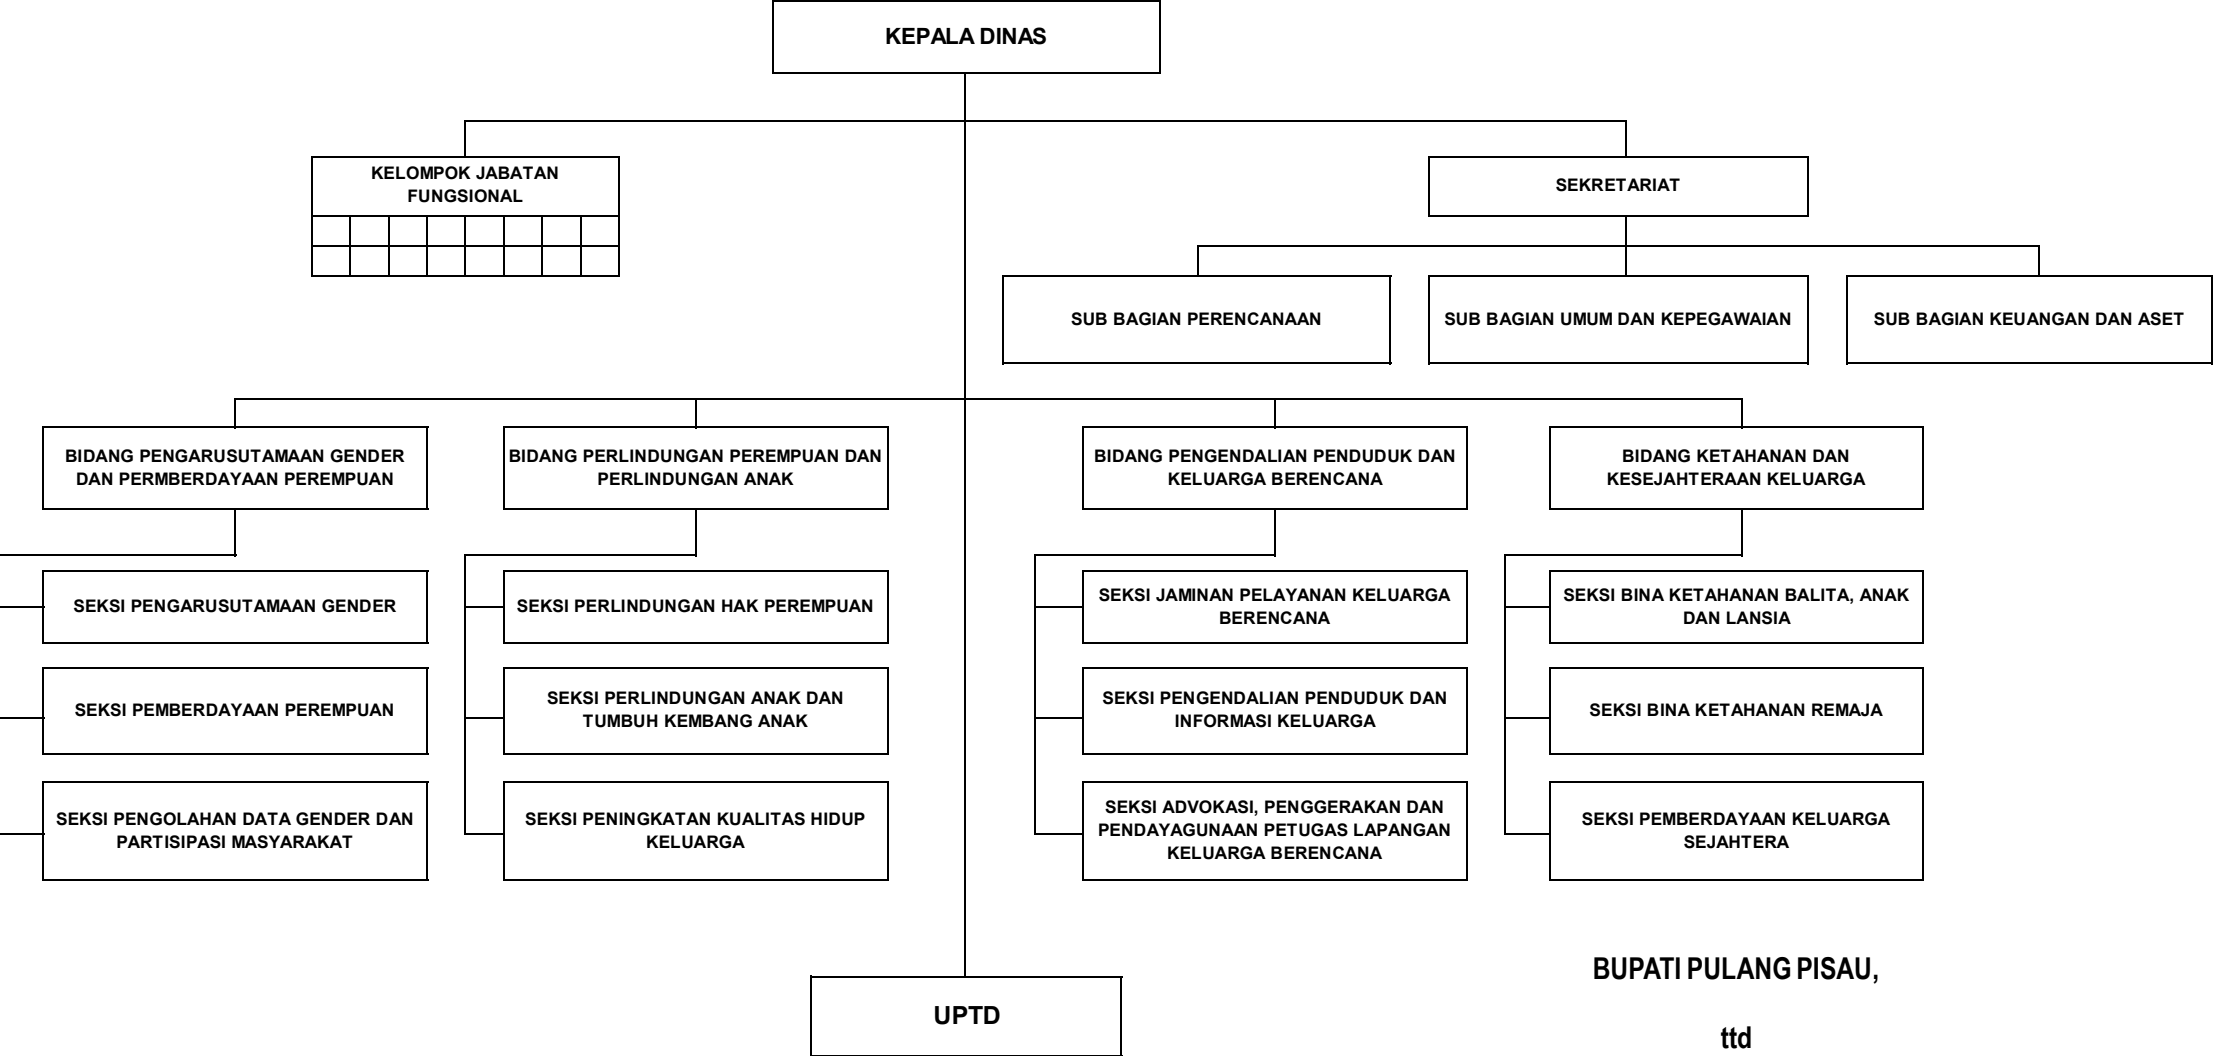 KEPALA DINAS
KELOMPOK JABATAN
FUNGSIONAL
SEKRETARIAT
SUB BAGIAN PERENCANAAN
SUB BAGIAN UMUM DAN KEPEGAWAIAN
SUB BAGIAN KEUANGAN DAN ASET
BIDANG PENGARUSUTAMAAN GENDER
DAN PERMBERDAYAAN PEREMPUAN
BIDANG PERLINDUNGAN PEREMPUAN DAN
PERLINDUNGAN ANAK
BIDANG PENGENDALIAN PENDUDUK DAN
KELUARGA BERENCANA
BIDANG KETAHANAN DAN
KESEJAHTERAAN KELUARGA
SEKSI PENGARUSUTAMAAN GENDER
SEKSI PERLINDUNGAN HAK PEREMPUAN
SEKSI JAMINAN PELAYANAN KELUARGA
BERENCANA
SEKSI BINA KETAHANAN BALITA, ANAK
DAN LANSIA
SEKSI PEMBERDAYAAN PEREMPUAN
SEKSI PERLINDUNGAN ANAK DAN
TUMBUH KEMBANG ANAK
SEKSI PENGENDALIAN PENDUDUK DAN
INFORMASI KELUARGA
SEKSI BINA KETAHANAN REMAJA
SEKSI PENGOLAHAN DATA GENDER DAN
PARTISIPASI MASYARAKAT
SEKSI PENINGKATAN KUALITAS HIDUP
KELUARGA
SEKSI ADVOKASI, PENGGERAKAN DAN
PENDAYAGUNAAN PETUGAS LAPANGAN
KELUARGA BERENCANA
SEKSI PEMBERDAYAAN KELUARGA
SEJAHTERA
UPTD
BUPATI PULANG PISAU,
ttd